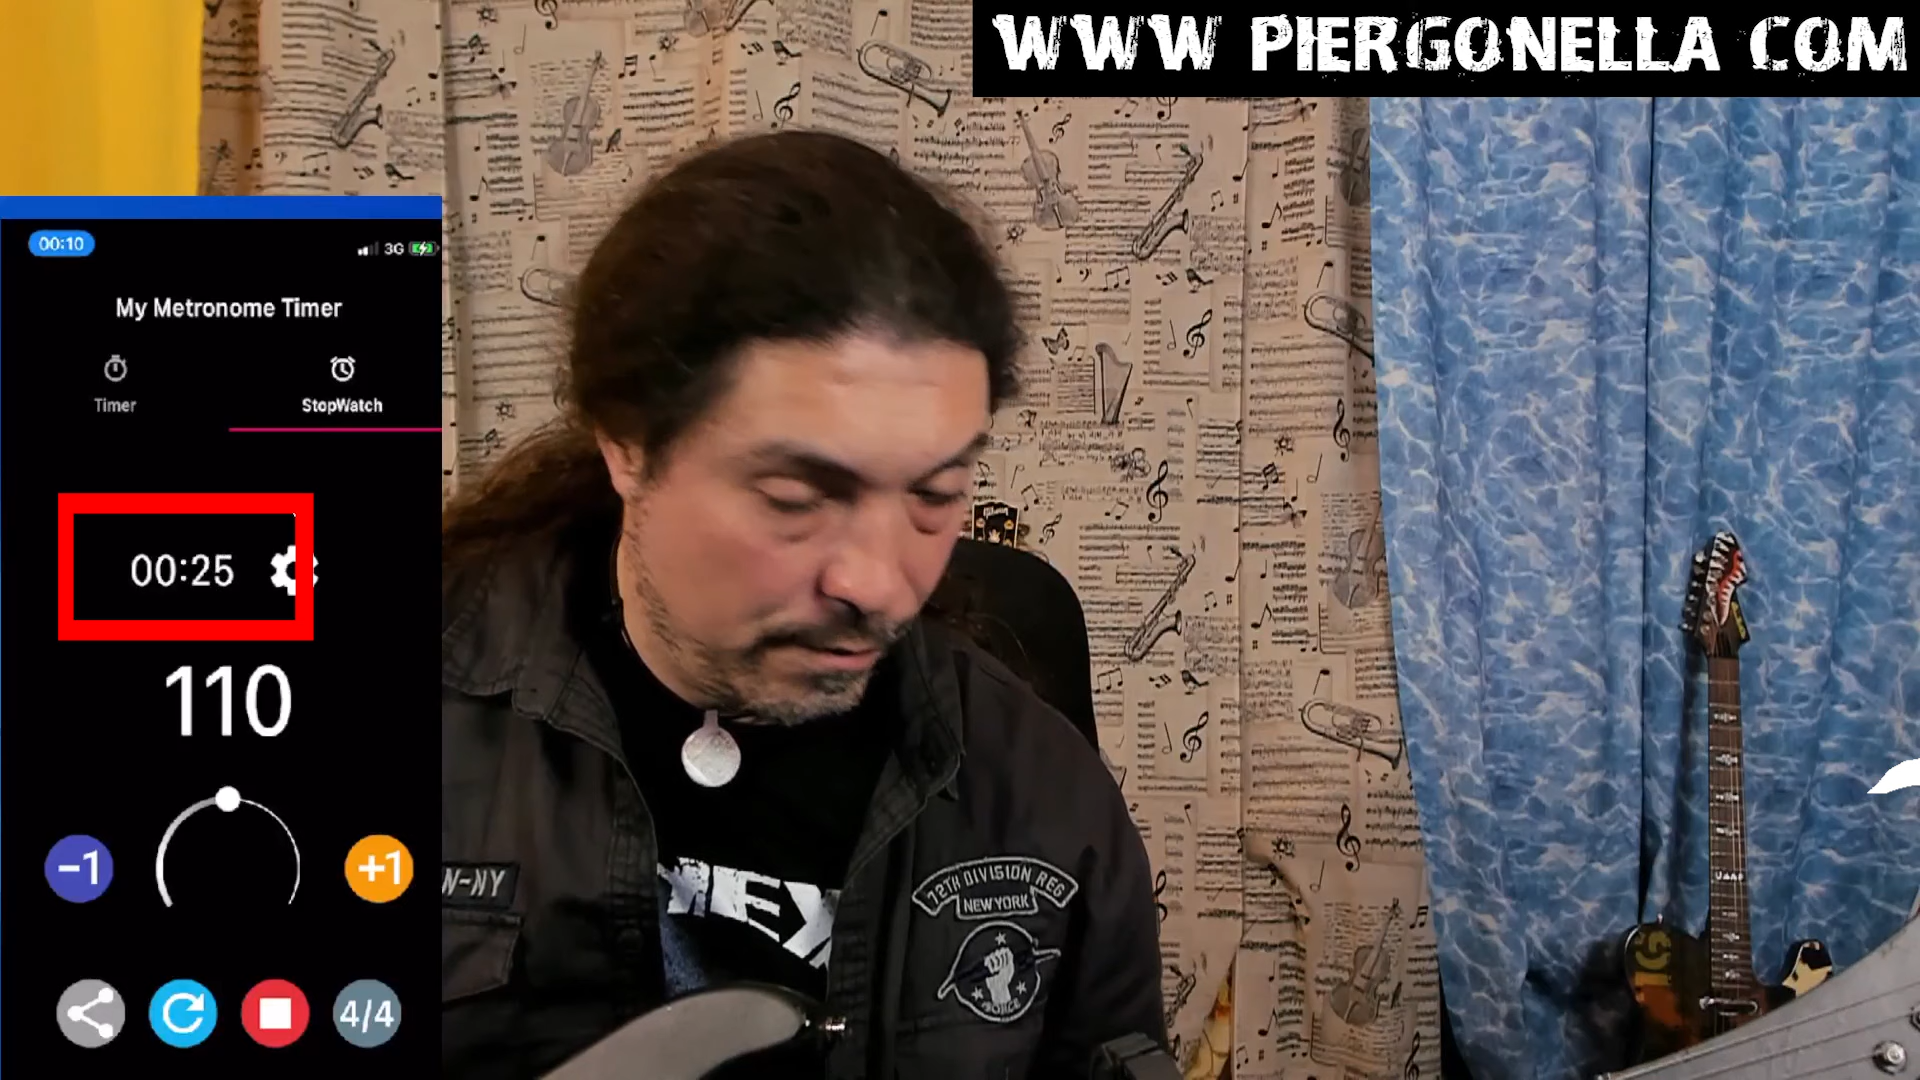 WWW PIERGONELLA COM
00:10
3G
My Metronome Timer
Timer
StopWatch
00:25
110
-1
+1
4/4
N-NY
72TH DIVISION REG
NEW YORK